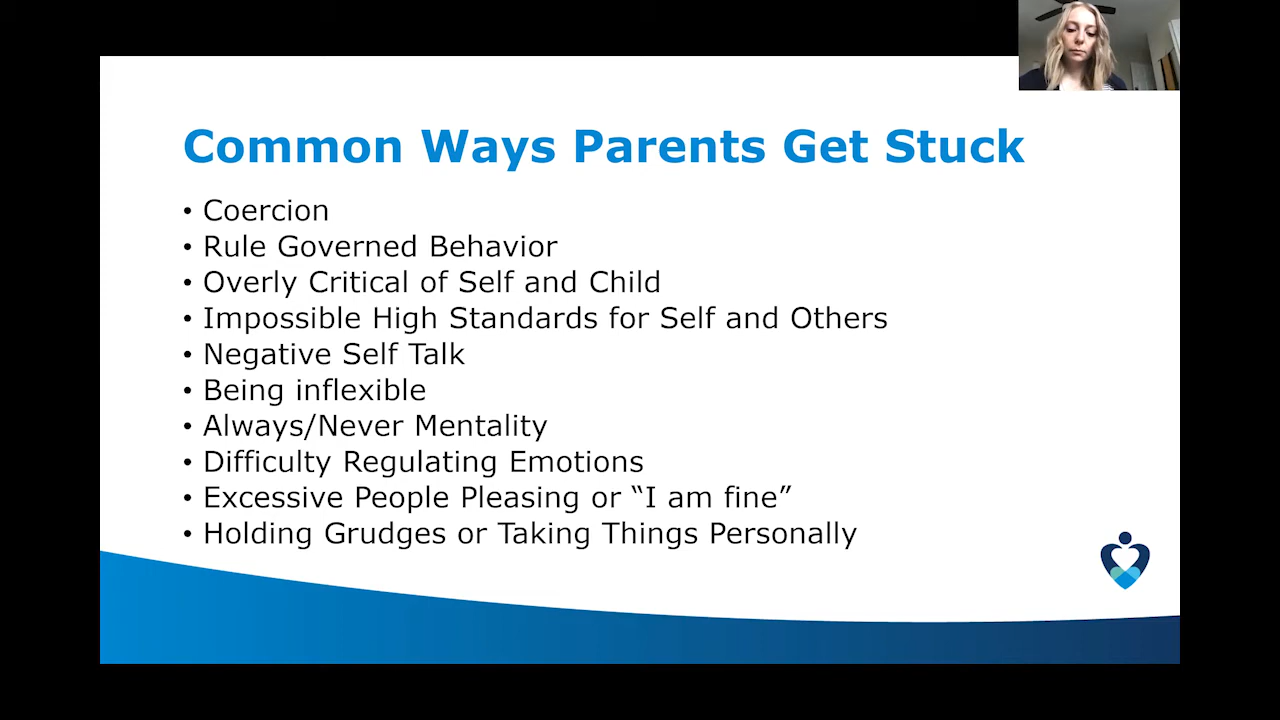 Common Ways Parents Get Stuck
• Coercion
• Rule Governed Behavior
• Overly Critical of Self and Child
• Impossible High Standards for Self and Others
• Negative Self Talk
• Being inflexible
• Always/Never Mentality
• Difficulty Regulating Emotions
• Excessive People Pleasing or “I am fine”
• Holding Grudges or Taking Things Personally